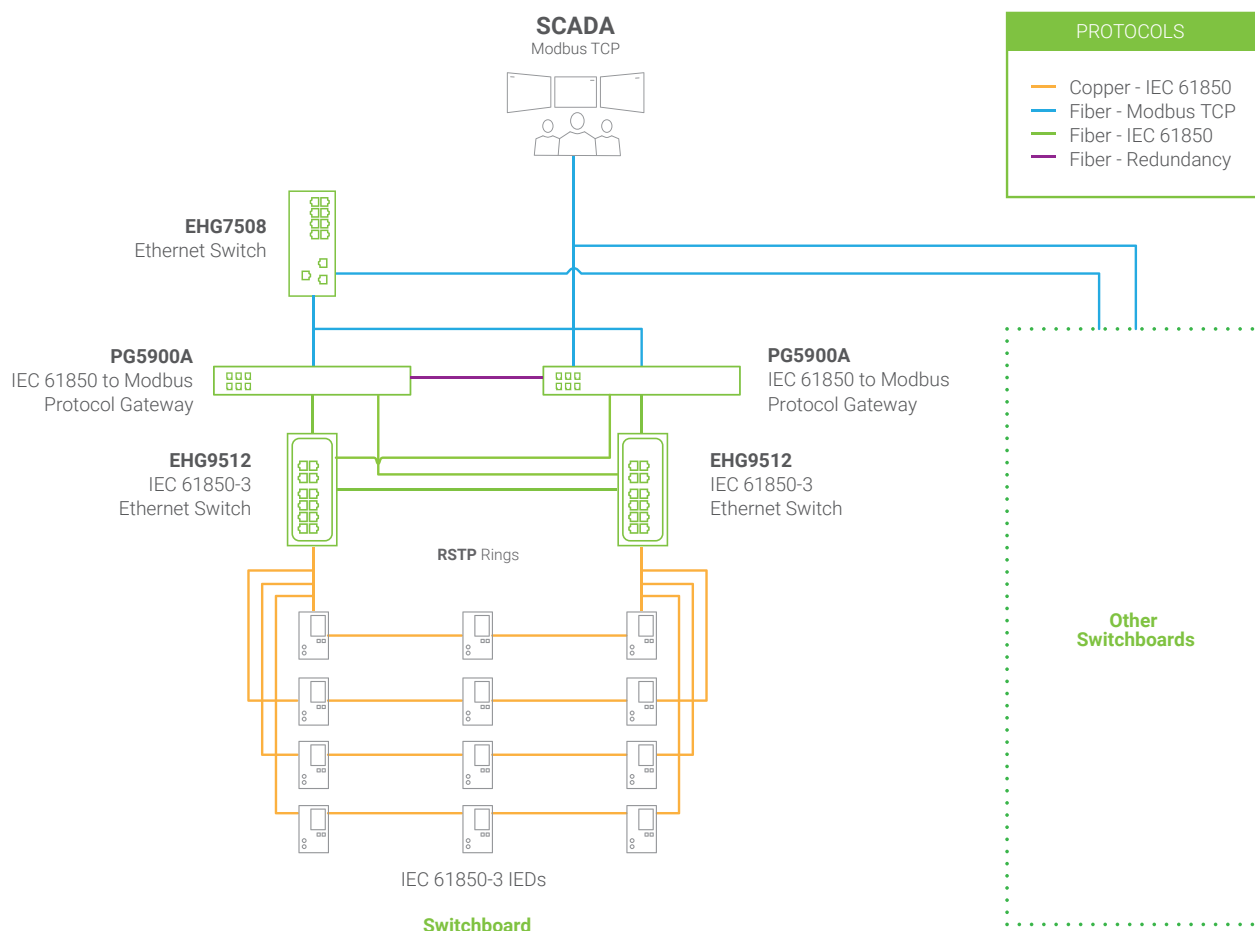 SCADA
Modbus TCP
PROTOCOLS
Copper - IEC 61850
Fiber - Modbus TCP
Fiber - IEC 61850
Fiber - Redundancy
EHG7508
Ethernet Switch
PG5900A
IEC 61850 to Modbus
Protocol Gateway
PG5900A
IEC 61850 to Modbus
Protocol Gateway
EHG9512
IEC 61850-3
Ethernet Switch
EHG9512
IEC 61850-3
Ethernet Switch
RSTP Rings
Other
Switchboards
IEC 61850-3 IEDs
Switchboard